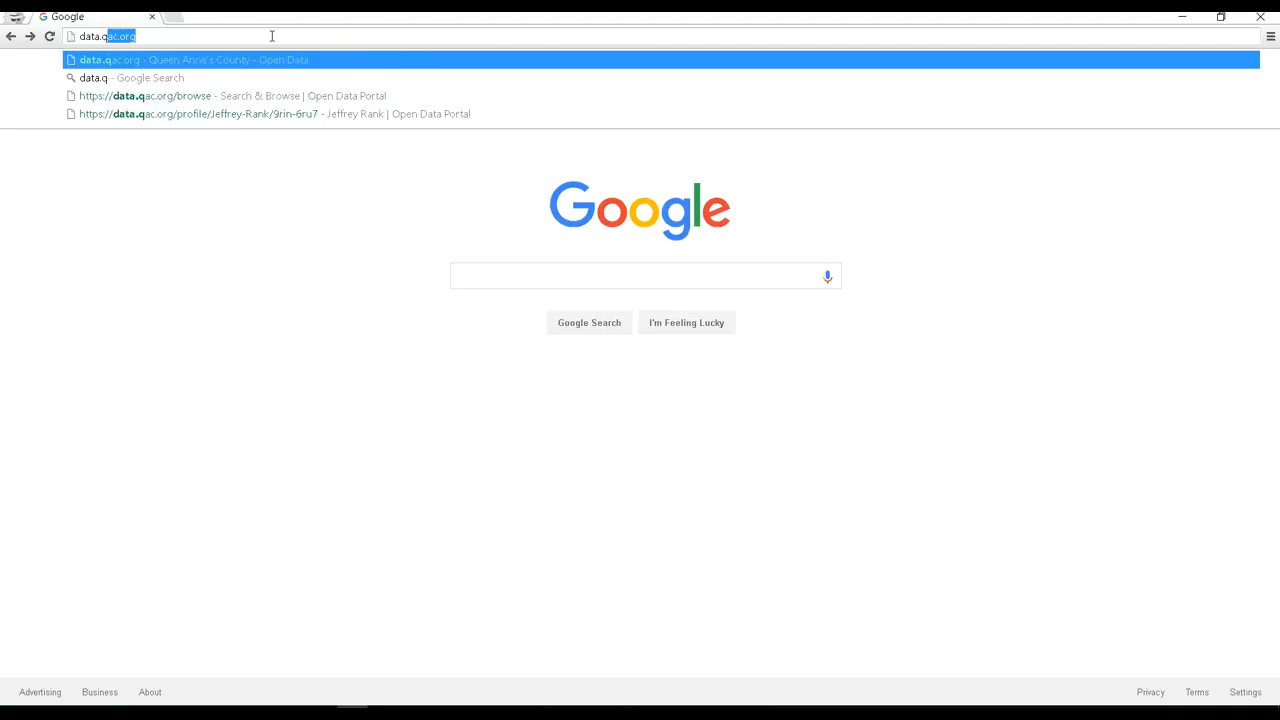 Google
data.qac.org
data.qac.org - Queen Anne's County - Open Data
data.q - Google Search
https://data.qac.org/browse - Search & Browse | Open Data Portal
https://data.qac.org/profile/Jeffrey-Rank/9rin-6ru7 - Jeffrey Rank | Open Data Portal
Google
Google Search I'm Feeling Lucky
Advertising Business About Privacy Terms Settings